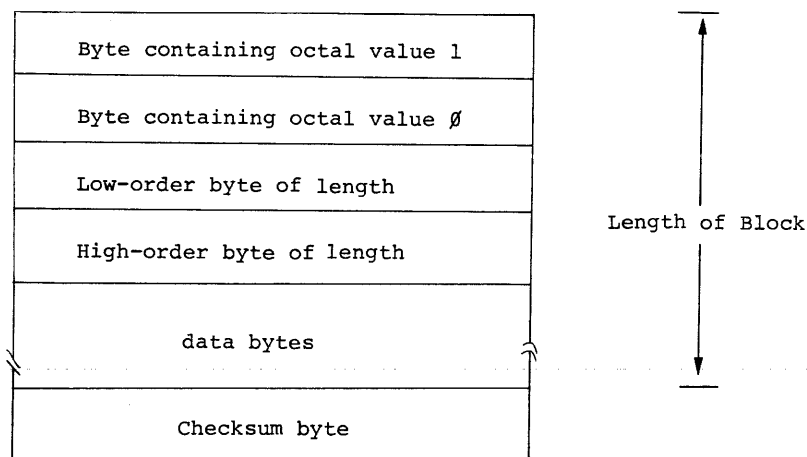 Byte containing octal value 1
Byte containing octal value Ø
Low-order byte of length
High-order byte of length
Length of Block
data bytes
Checksum byte